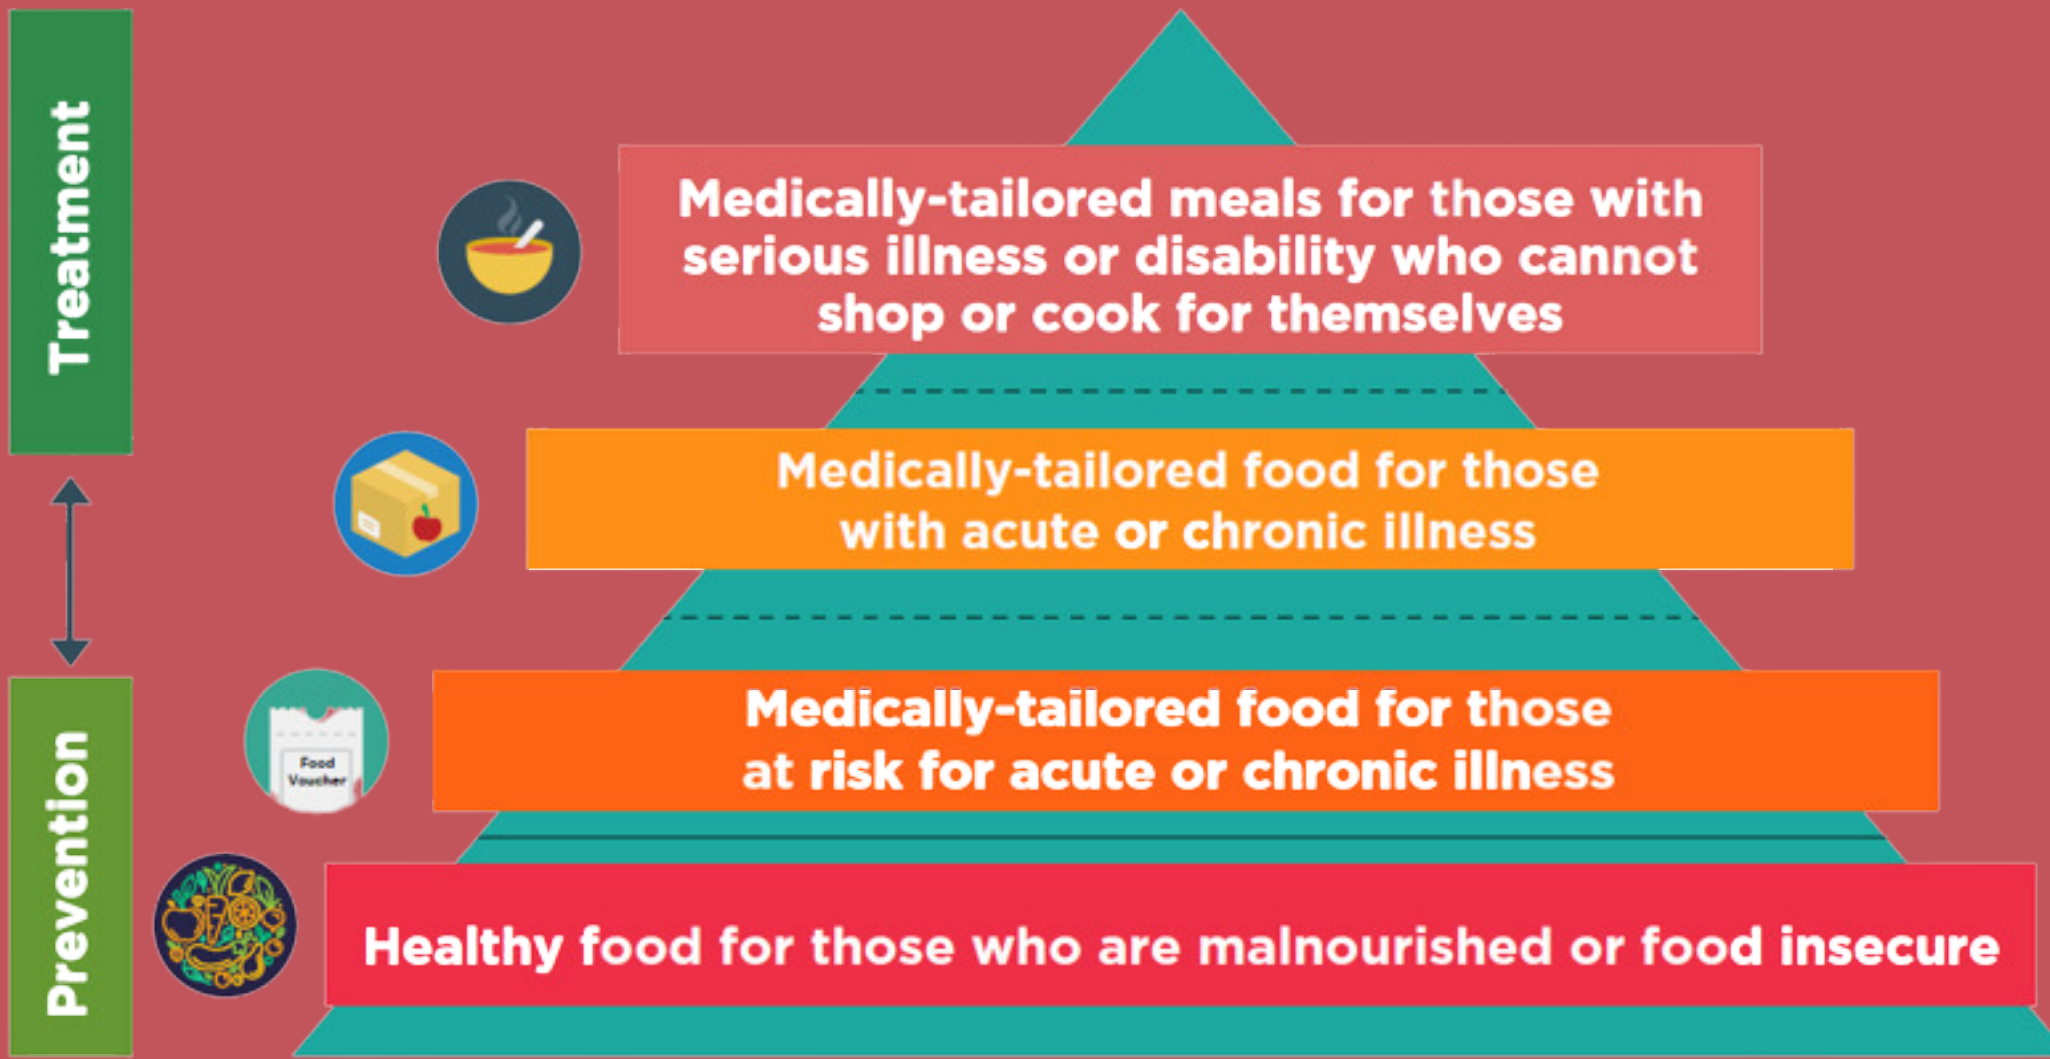 Treatment
Medically-tailored meals for those with
serious illness or disability who cannot
shop or cook for themselves
Medically-tailored food for those
with acute or chronic illness
Prevention
Food
Voucher
Medically-tailored food for those
at risk for acute or chronic illness
Healthy food for those who are malnourished or food insecure